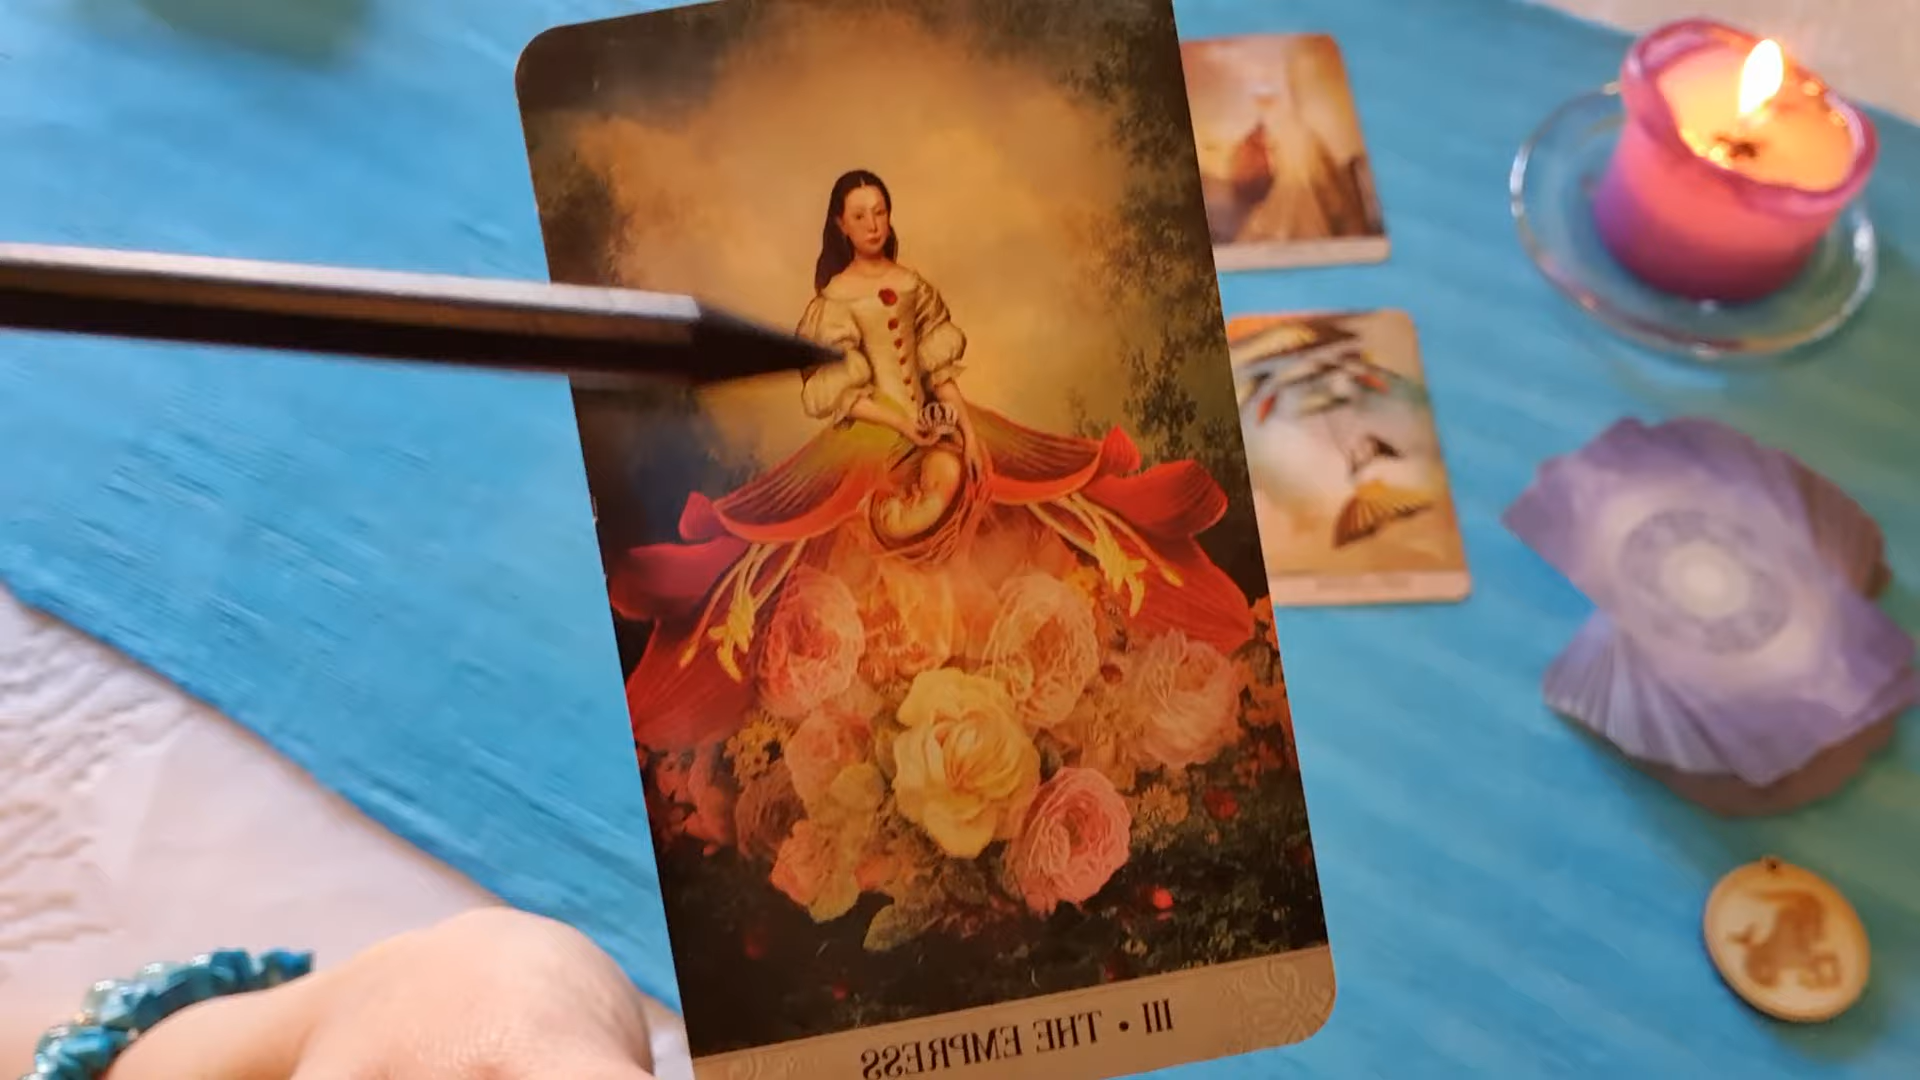 III • THE EMPRESS